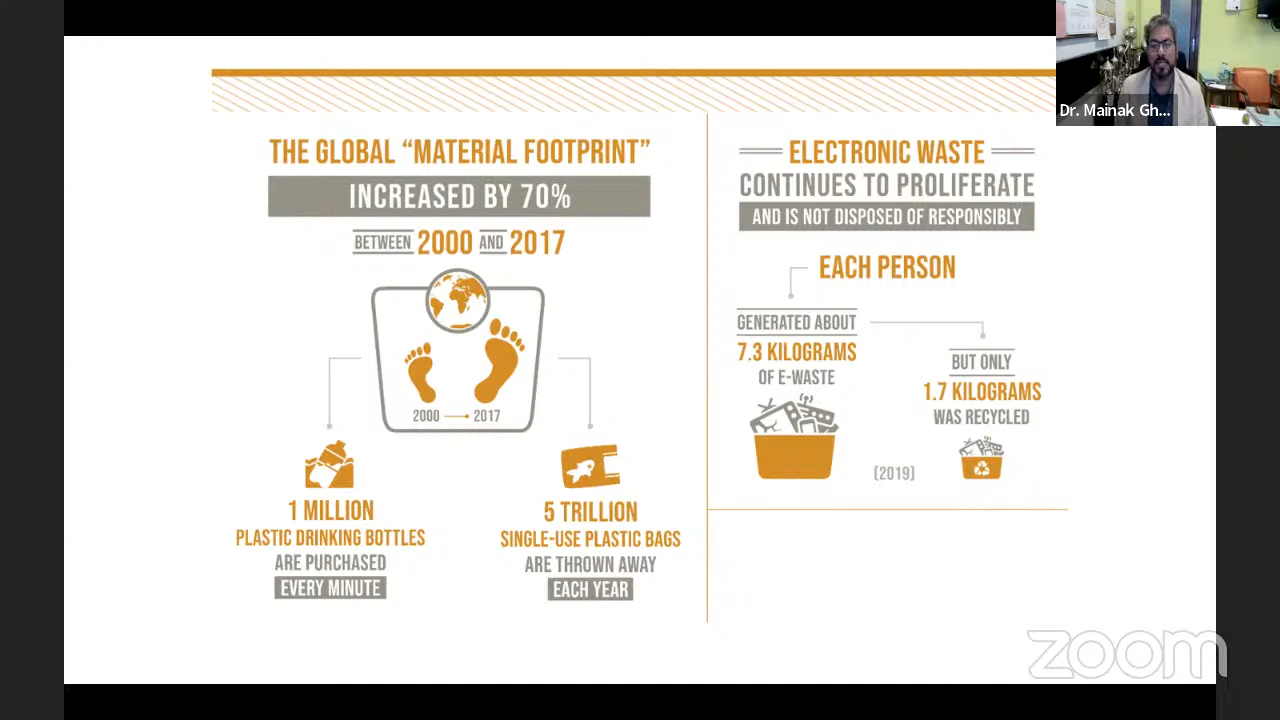 THE GLOBAL “MATERIAL FOOTPRINT”
INCREASED BY 70%
BETWEEN 2000 AND 2017
2000 2017
1 MILLION
PLASTIC DRINKING BOTTLES
ARE PURCHASED
EVERY MINUTE
5 TRILLION
SINGLE-USE PLASTIC BAGS
ARE THROWN AWAY
EACH YEAR
ELECTRONIC WASTE
CONTINUES TO PROLIFERATE
AND IS NOT DISPOSED OF RESPONSIBLY
EACH PERSON
GENERATED ABOUT
7.3 KILOGRAMS
OF E-WASTE
BUT ONLY
1.7 KILOGRAMS
WAS RECYCLED
(2019)
Dr. Mainak Gh...
zoom